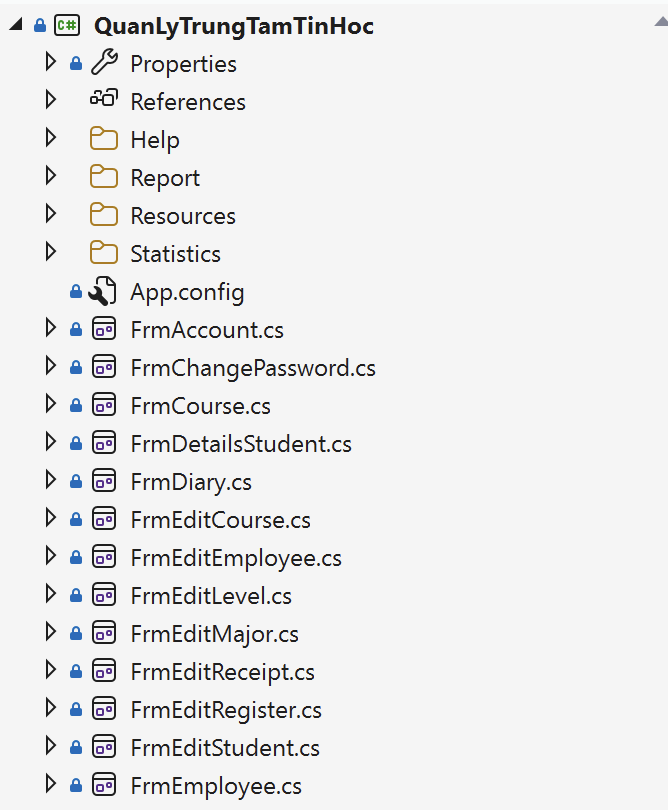 C# QuanLyTrungTamTinHoc
Properties
References
Help
Report
Resources
Statistics
App.config
FrmAccount.cs
FrmChangePassword.cs
FrmCourse.cs
FrmDetailsStudent.cs
FrmDiary.cs
FrmEditCourse.cs
FrmEditEmployee.cs
FrmEditLevel.cs
FrmEditMajor.cs
FrmEditReceipt.cs
FrmEditRegister.cs
FrmEditStudent.cs
FrmEmployee.cs